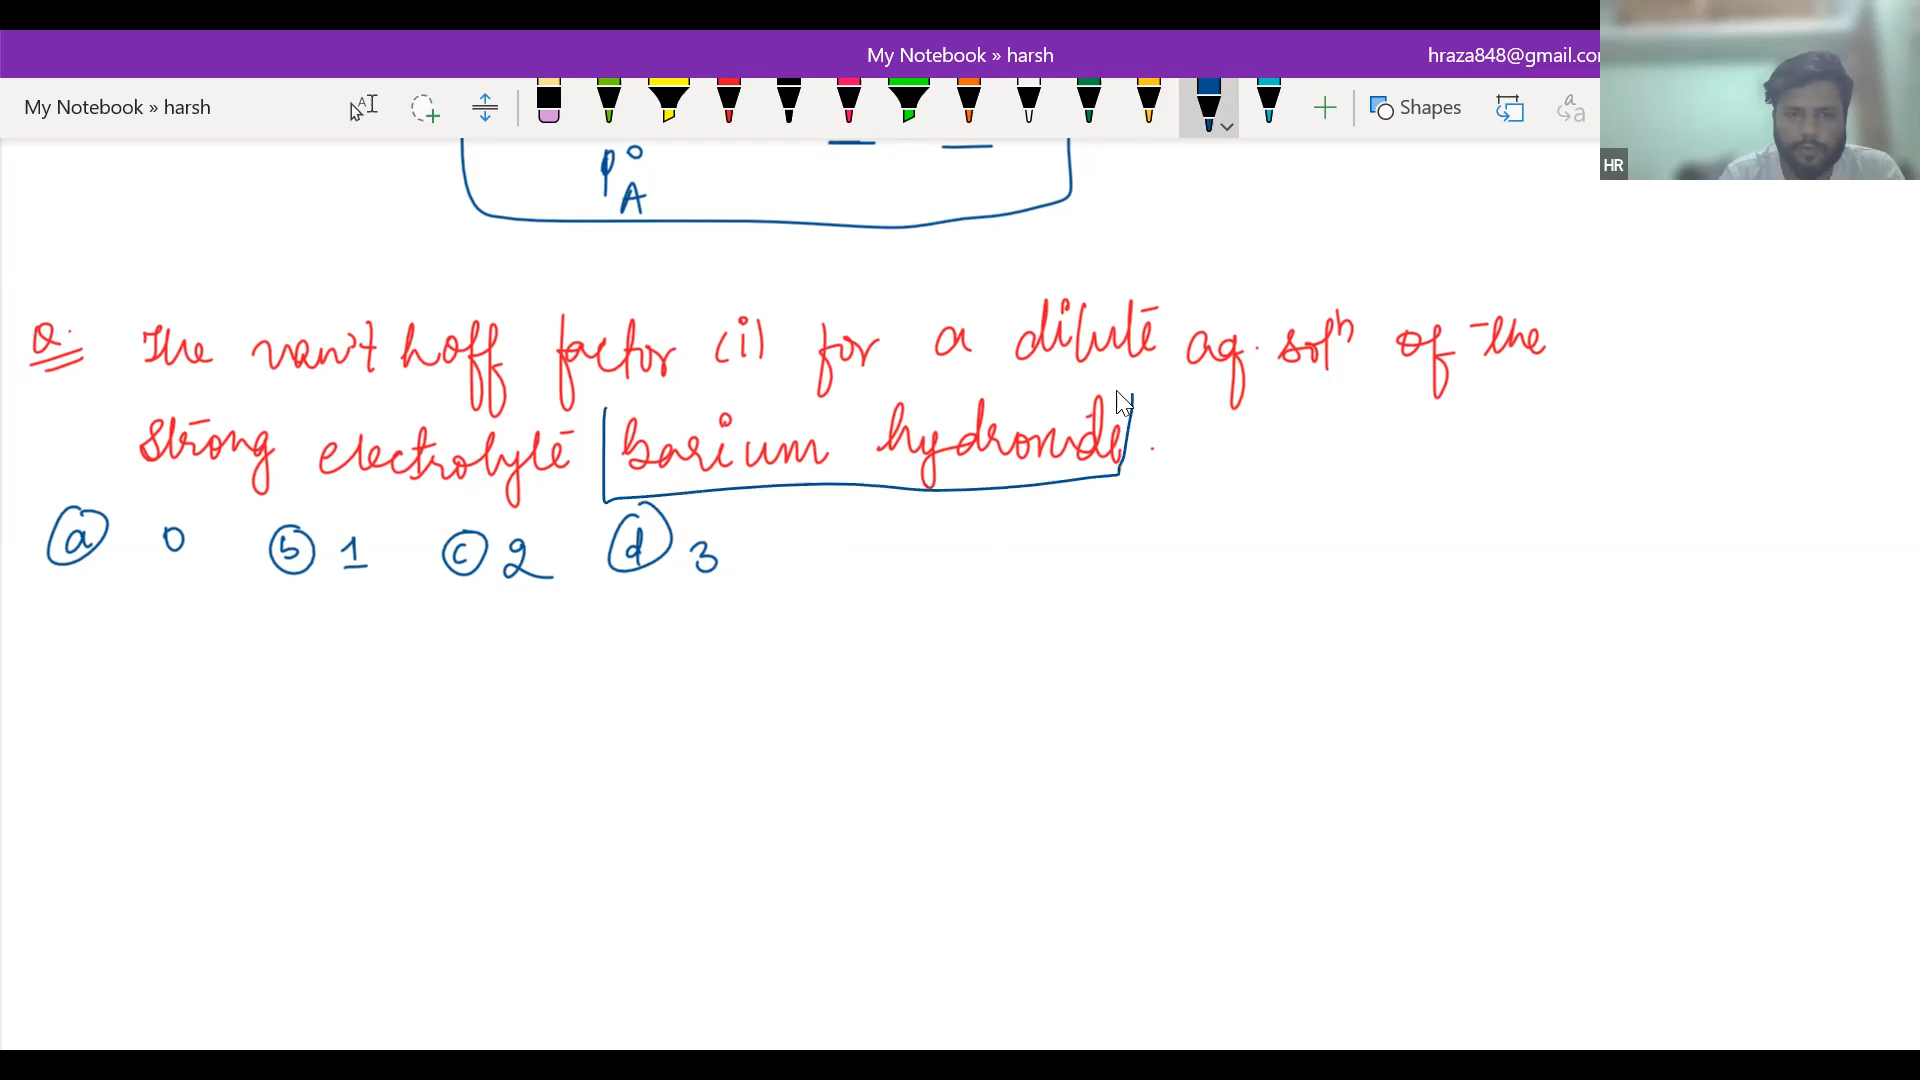 My Notebook » harsh
hraza848@gmail.co
My Notebook » harsh
Shapes
HR
P°
A
Q. The van't hoff factor (i) for a dilute aq. solⁿ of the
strong electrolyte barium hydroxide.
(a) 0 (b) 1 (c) 2 (d) 3